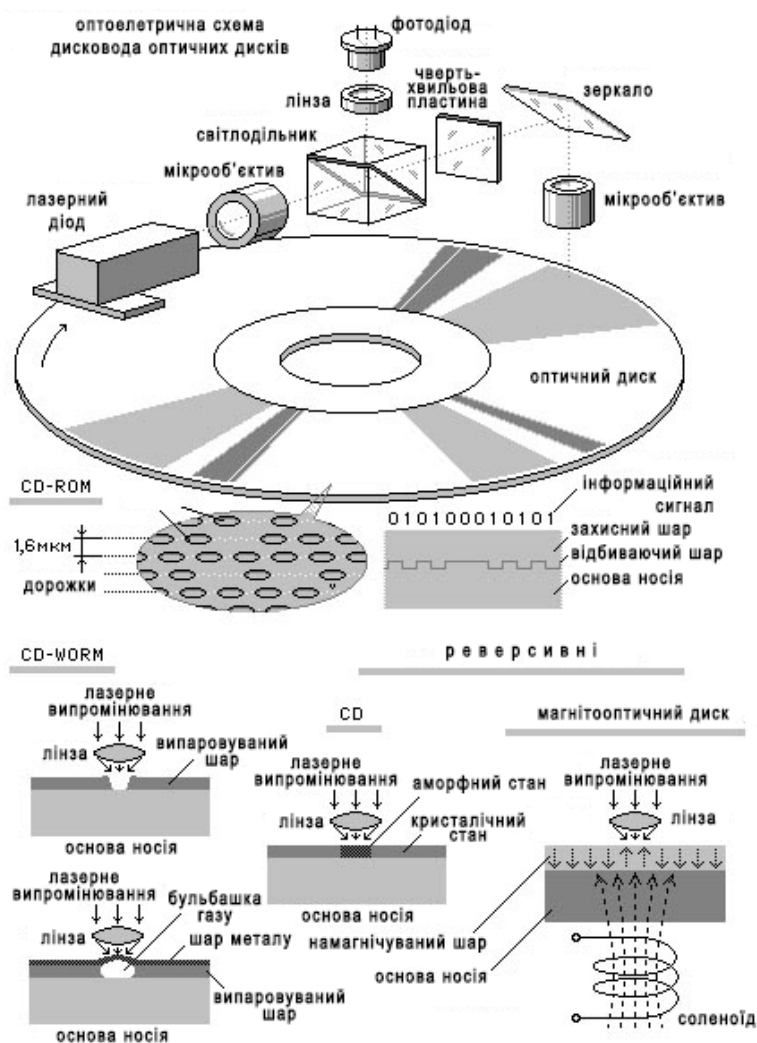 оптоелетрична схема
дисковода оптичних дисків
фотодіод
лінза
чверть-
хвильова
пластина
зеркало
світлодільник
мікрооб'єктив
мікрооб'єктив
лазерний
діод
оптичний диск
CD-ROM
1,6мкм
дорожки
інформаційний
сигнал
010100010101
захисний шар
відбиваючий шар
основа носія
CD-WORM
реверсивні
лазерне
випромінювання
лінза
випаровуваний
шар
основа носія
лазерне
випромінювання
лінза
бульбашка
газу
шар металу
випаровуваний
шар
основа носія
CD
лазерне
випромінювання
лінза
аморфний стан
кристалічний
стан
основа носія
магнітооптичний диск
лазерне
випромінювання
лінза
намагнічуваний шар
основа носія
соленоїд